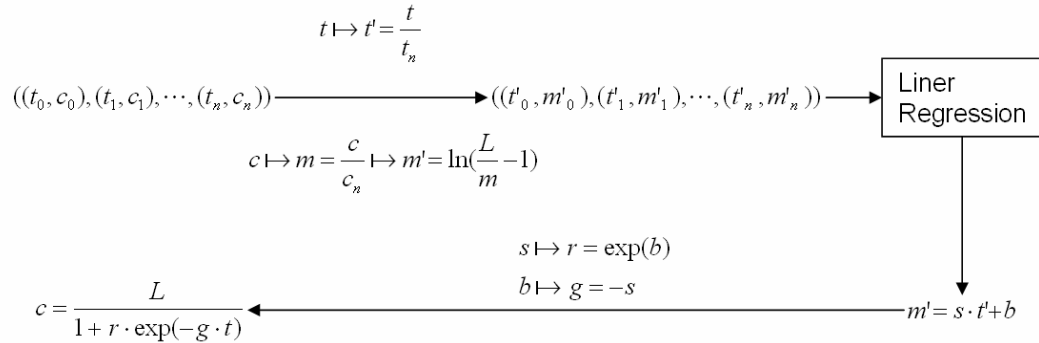 t ↦ t' = t / t_n
((t_0, c_0), (t_1, c_1), ⋯, (t_n, c_n))
((t'_0, m'_0), (t'_1, m'_1), ⋯, (t'_n, m'_n))
Liner
Regression
c ↦ m = c / c_n ↦ m' = ln(L / m − 1)
s ↦ r = exp(b)
b ↦ g = −s
c = L / (1 + r · exp(−g · t))
m' = s · t' + b